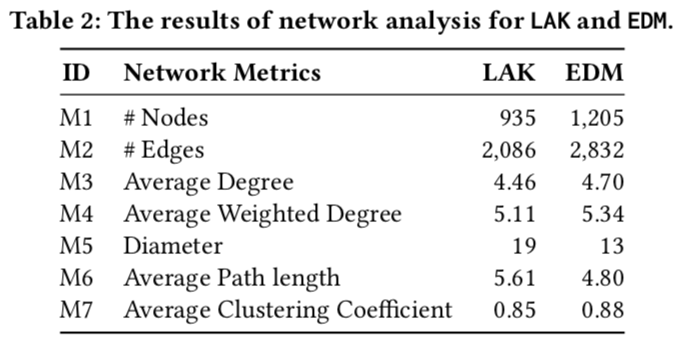 Table 2: The results of network analysis for LAK and EDM.
ID Network Metrics LAK EDM
M1 # Nodes 935 1,205
M2 # Edges 2,086 2,832
M3 Average Degree 4.46 4.70
M4 Average Weighted Degree 5.11 5.34
M5 Diameter 19 13
M6 Average Path length 5.61 4.80
M7 Average Clustering Coefficient 0.85 0.88